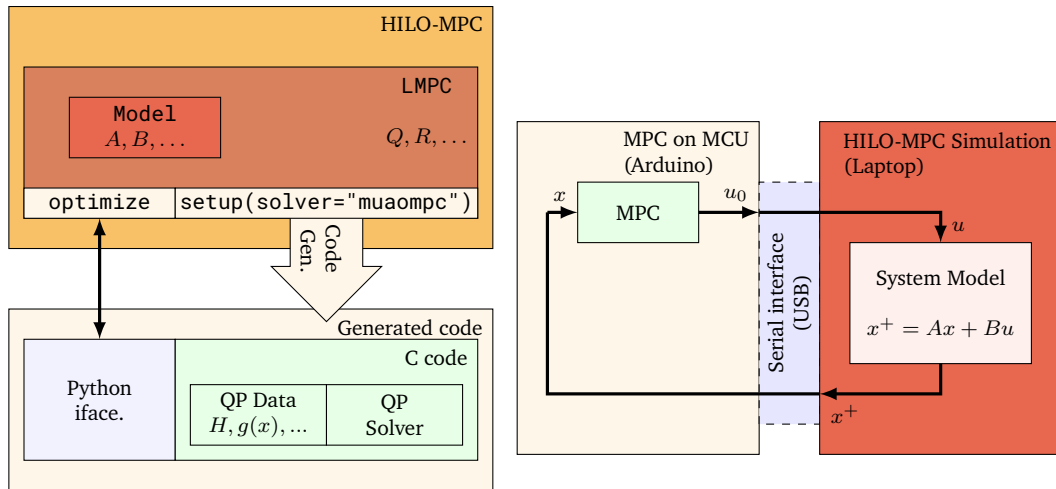 HILO-MPC
LMPC
Model
A, B, . . .
Q, R, . . .
optimize
setup(solver="muaompc")
Code
Gen.
Generated code
C code
Python
iface.
QP Data
H, g(x), ...
QP
Solver
MPC on MCU
(Arduino)
x
MPC
u₀
Serial interface
(USB)
HILO-MPC Simulation
(Laptop)
u
System Model
x⁺ = Ax + Bu
x⁺